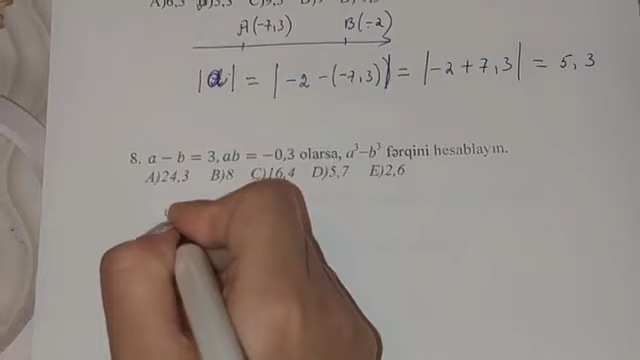 A(-7,3) B(-2)
|a| = |-2-(-7,3)| = |-2+7,3| = 5,3
8. a − b = 3, ab = −0,3 olarsa, a³−b³ fərqini hesablayın.
A)24,3 B)8 C)16,4 D)5,7 E)2,6